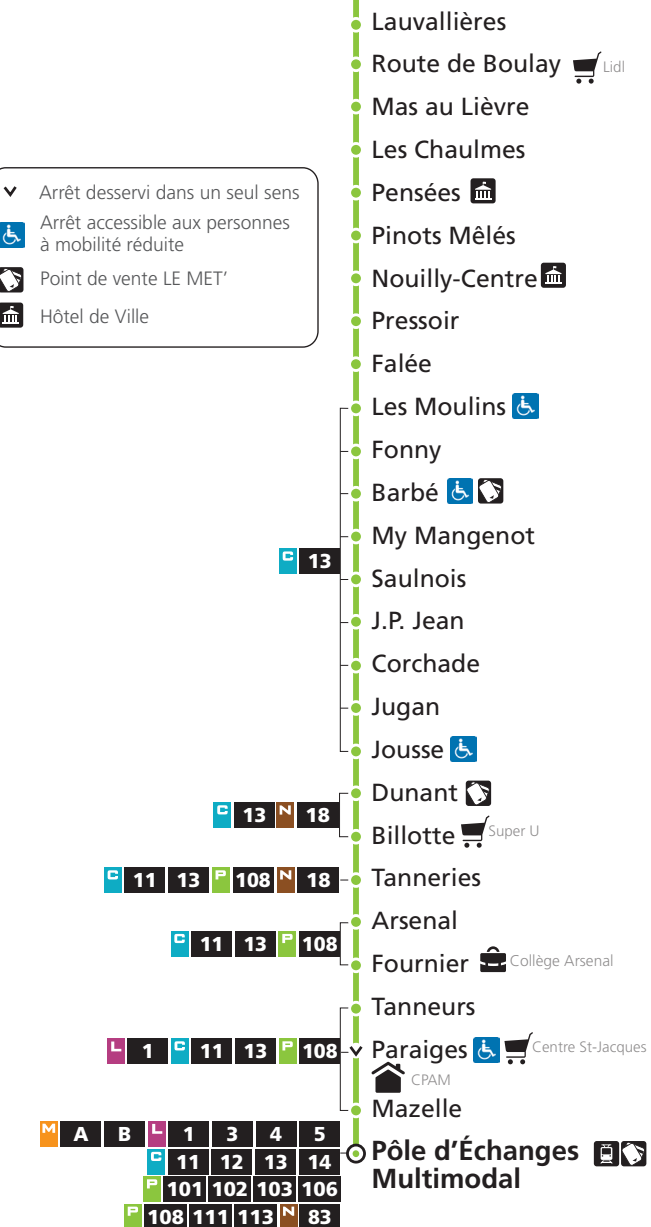 Lauvallières
Route de Boulay Lidl
Mas au Lièvre
Les Chaulmes
Arrêt desservi dans un seul sens
Arrêt accessible aux personnes
à mobilité réduite
Point de vente LE MET'
Hôtel de Ville
Pensées
Pinots Mêlés
Nouilly-Centre
Pressoir
Falée
Les Moulins
Fonny
Barbé
My Mangenot
C 13
Saulnois
J.P. Jean
Corchade
Jugan
Jousse
Dunant
C 13 N 18
Billotte Super U
C 11 13 P 108 N 18 Tanneries
Arsenal
C 11 13 P 108
Fournier Collège Arsenal
Tanneurs
L 1 C 11 13 P 108 Paraiges Centre St-Jacques
CPAM
Mazelle
M A B L 1 3 4 5
C 11 12 13 14
P 101 102 103 106
P 108 111 113 N 83
Pôle d'Échanges
Multimodal